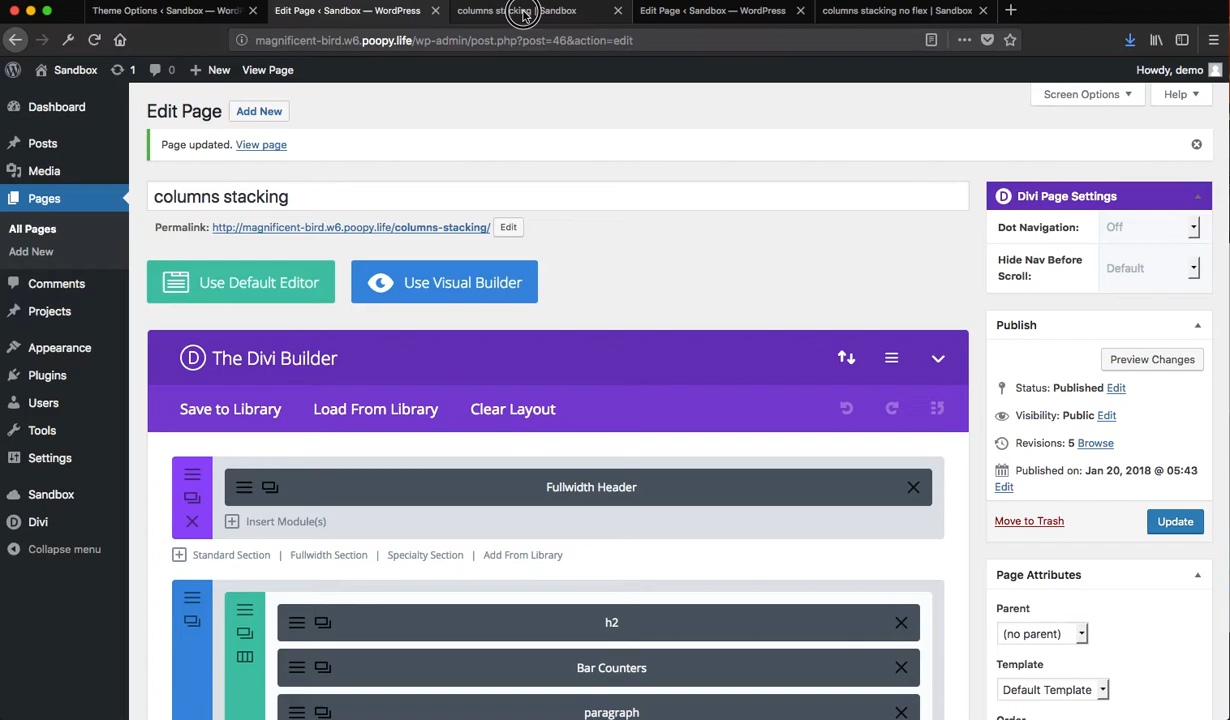 Theme Options ‹ Sandbox — WordP
Edit Page ‹ Sandbox — WordPress
columns stacking | Sandbox
Edit Page ‹ Sandbox — WordPress
columns stacking no flex | Sandbox
magnificent-bird.w6.poopy.life/wp-admin/post.php?post=46&action=edit
Sandbox
1
0
New
View Page
Howdy, demo
Dashboard
Posts
Media
Pages
All Pages
Add New
Comments
Projects
Appearance
Plugins
Users
Tools
Settings
Sandbox
Divi
Collapse menu
Screen Options
Help
Edit Page
Add New
Page updated. View page
columns stacking
Permalink: http://magnificent-bird.w6.poopy.life/columns-stacking/ Edit
Use Default Editor
Use Visual Builder
D The Divi Builder
Save to Library
Load From Library
Clear Layout
Fullwidth Header
Insert Module(s)
Standard Section | Fullwidth Section | Specialty Section | Add From Library
h2
Bar Counters
paragraph
D Divi Page Settings
Dot Navigation: Off
Hide Nav Before Scroll: Default
Publish
Preview Changes
Status: Published Edit
Visibility: Public Edit
Revisions: 5 Browse
Published on: Jan 20, 2018 @ 05:43
Edit
Move to Trash
Update
Page Attributes
Parent
(no parent)
Template
Default Template